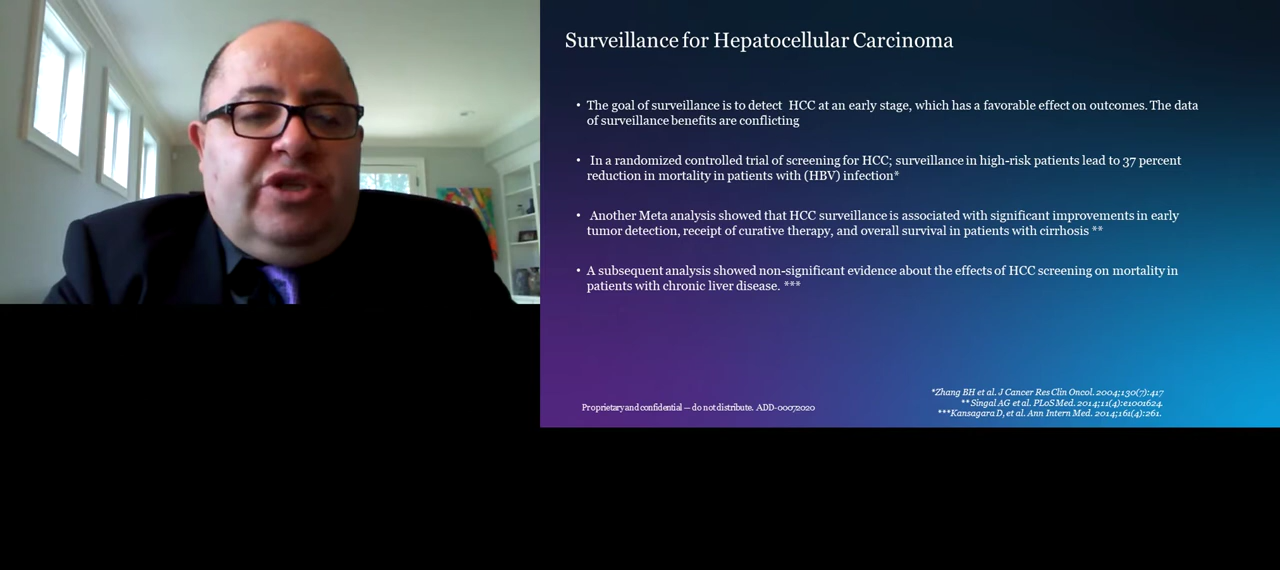 Surveillance for Hepatocellular Carcinoma
• The goal of surveillance is to detect HCC at an early stage, which has a favorable effect on outcomes. The data
of surveillance benefits are conflicting
• In a randomized controlled trial of screening for HCC; surveillance in high-risk patients lead to 37 percent
reduction in mortality in patients with (HBV) infection*
• Another Meta analysis showed that HCC surveillance is associated with significant improvements in early
tumor detection, receipt of curative therapy, and overall survival in patients with cirrhosis **
• A subsequent analysis showed non-significant evidence about the effects of HCC screening on mortality in
patients with chronic liver disease. ***
*Zhang BH et al. J Cancer Res Clin Oncol. 2004;130(7):417
** Singal AG et al. PLoS Med. 2014;11(4):e1001624.
***Kansagara D, et al. Ann Intern Med. 2014;161(4):261.
Proprietary and confidential — do not distribute. ADD-00072020